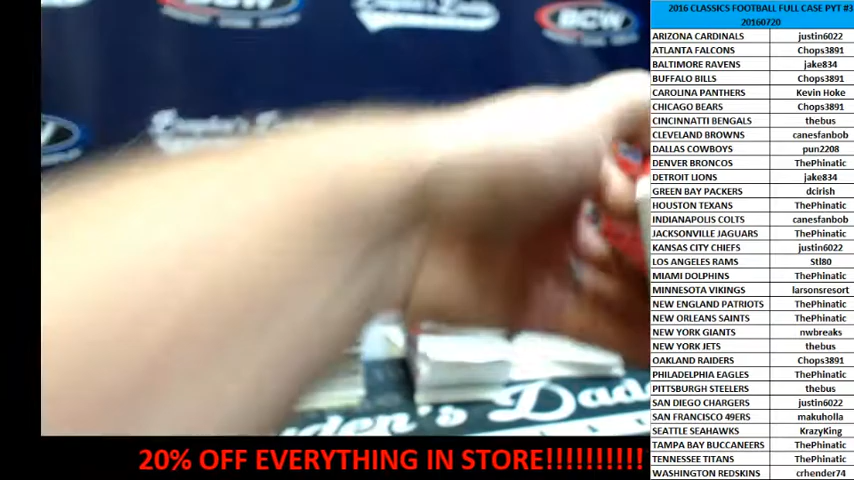 BCW
BCW
2016 CLASSICS FOOTBALL FULL CASE PYT #3
20160720
ARIZONA CARDINALS justin6022
ATLANTA FALCONS Chops3891
BALTIMORE RAVENS jake834
BUFFALO BILLS Chops3891
CAROLINA PANTHERS Kevin Hoke
CHICAGO BEARS Chops3891
CINCINNATI BENGALS thebus
CLEVELAND BROWNS canesfanbob
DALLAS COWBOYS pun2208
DENVER BRONCOS ThePhinatic
DETROIT LIONS jake834
GREEN BAY PACKERS dcirish
HOUSTON TEXANS ThePhinatic
INDIANAPOLIS COLTS canesfanbob
JACKSONVILLE JAGUARS ThePhinatic
KANSAS CITY CHIEFS justin6022
LOS ANGELES RAMS Stl80
MIAMI DOLPHINS ThePhinatic
MINNESOTA VIKINGS larsonsresort
NEW ENGLAND PATRIOTS ThePhinatic
NEW ORLEANS SAINTS ThePhinatic
NEW YORK GIANTS nwbreaks
NEW YORK JETS thebus
OAKLAND RAIDERS Chops3891
PHILADELPHIA EAGLES ThePhinatic
PITTSBURGH STEELERS thebus
SAN DIEGO CHARGERS justin6022
SAN FRANCISCO 49ERS makuholla
SEATTLE SEAHAWKS KrazyKing
TAMPA BAY BUCCANEERS ThePhinatic
TENNESSEE TITANS ThePhinatic
WASHINGTON REDSKINS crhender74
20% OFF EVERYTHING IN STORE!!!!!!!!!!